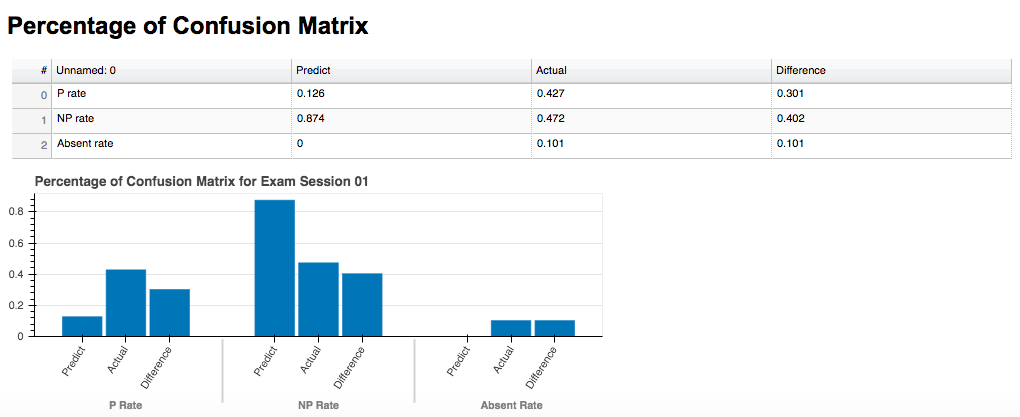 Percentage of Confusion Matrix
# Unnamed: 0 Predict Actual Difference
0 P rate 0.126 0.427 0.301
1 NP rate 0.874 0.472 0.402
2 Absent rate 0 0.101 0.101
Percentage of Confusion Matrix for Exam Session 01
0.8
0.6
0.4
0.2
0
Predict Actual Difference Predict Actual Difference Predict Actual Difference
P Rate NP Rate Absent Rate